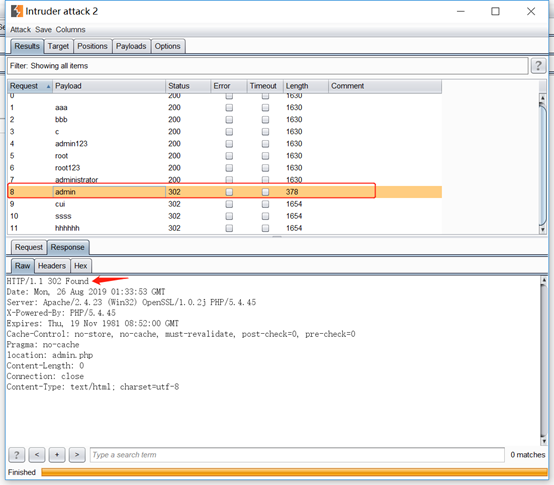 Intruder attack 2
Attack Save Columns
Results Target Positions Payloads Options
Filter: Showing all items ?
Request Payload Status Error Timeout Length Comment
0 200 1630
1 aaa 200 1630
2 bbb 200 1630
3 c 200 1630
4 admin123 200 1630
5 root 200 1630
6 root123 200 1630
7 administrator 200 1630
8 admin 302 378
9 cui 302 1654
10 ssss 302 1654
11 hhhhhh 302 1654
Request Response
Raw Headers Hex
HTTP/1.1 302 Found
Date: Mon, 26 Aug 2019 01:33:53 GMT
Server: Apache/2.4.23 (Win32) OpenSSL/1.0.2j PHP/5.4.45
X-Powered-By: PHP/5.4.45
Expires: Thu, 19 Nov 1981 08:52:00 GMT
Cache-Control: no-store, no-cache, must-revalidate, post-check=0, pre-check=0
Pragma: no-cache
location: admin.php
Content-Length: 0
Connection: close
Content-Type: text/html; charset=utf-8
? < + > Type a search term 0 matches
Finished